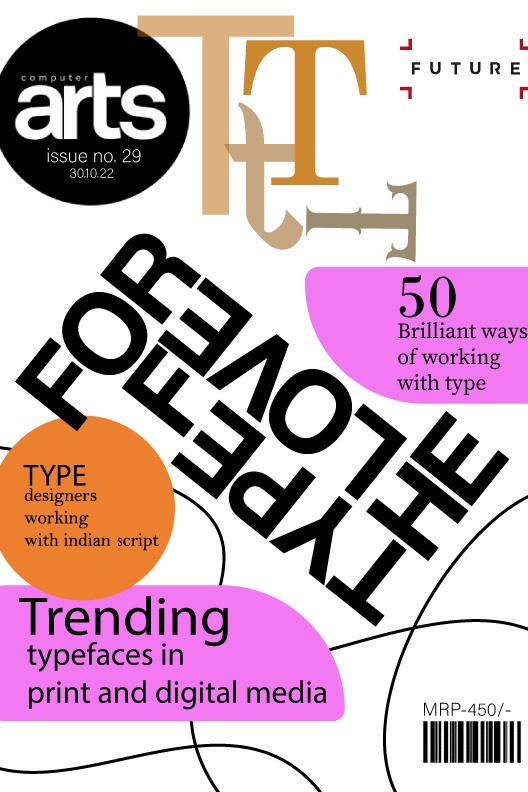 computer
arts
issue no. 29
30.10.22
T T
t T
FUTURE
FOR
THE
LOVE
TYPE
50
Brilliant ways
of working
with type
TYPE
designers
working
with indian script
Trending
typefaces in
print and digital media
MRP-450/-